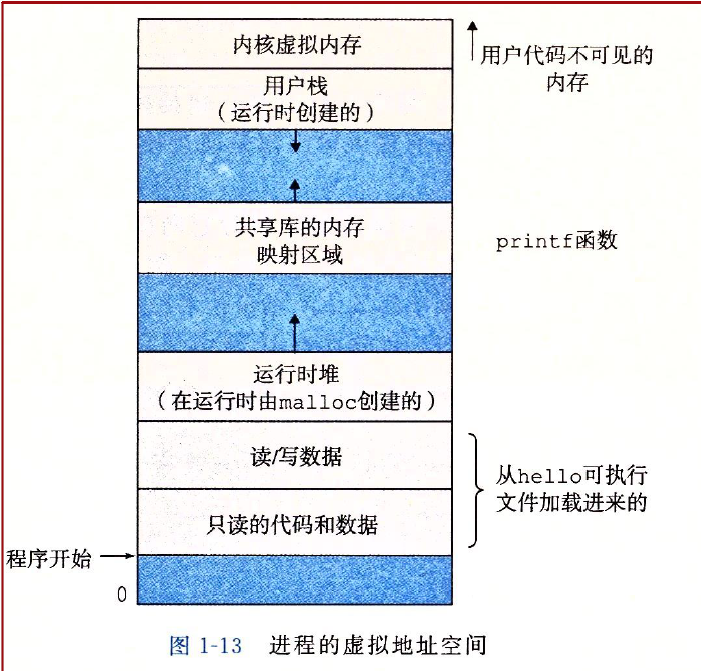 内核虚拟内存
用户代码不可见的
内存
用户栈
（运行时创建的）
共享库的内存
映射区域
printf函数
运行时堆
（在运行时由malloc创建的）
读/写数据
从hello可执行
文件加载进来的
只读的代码和数据
程序开始
0
图 1-13 进程的虚拟地址空间